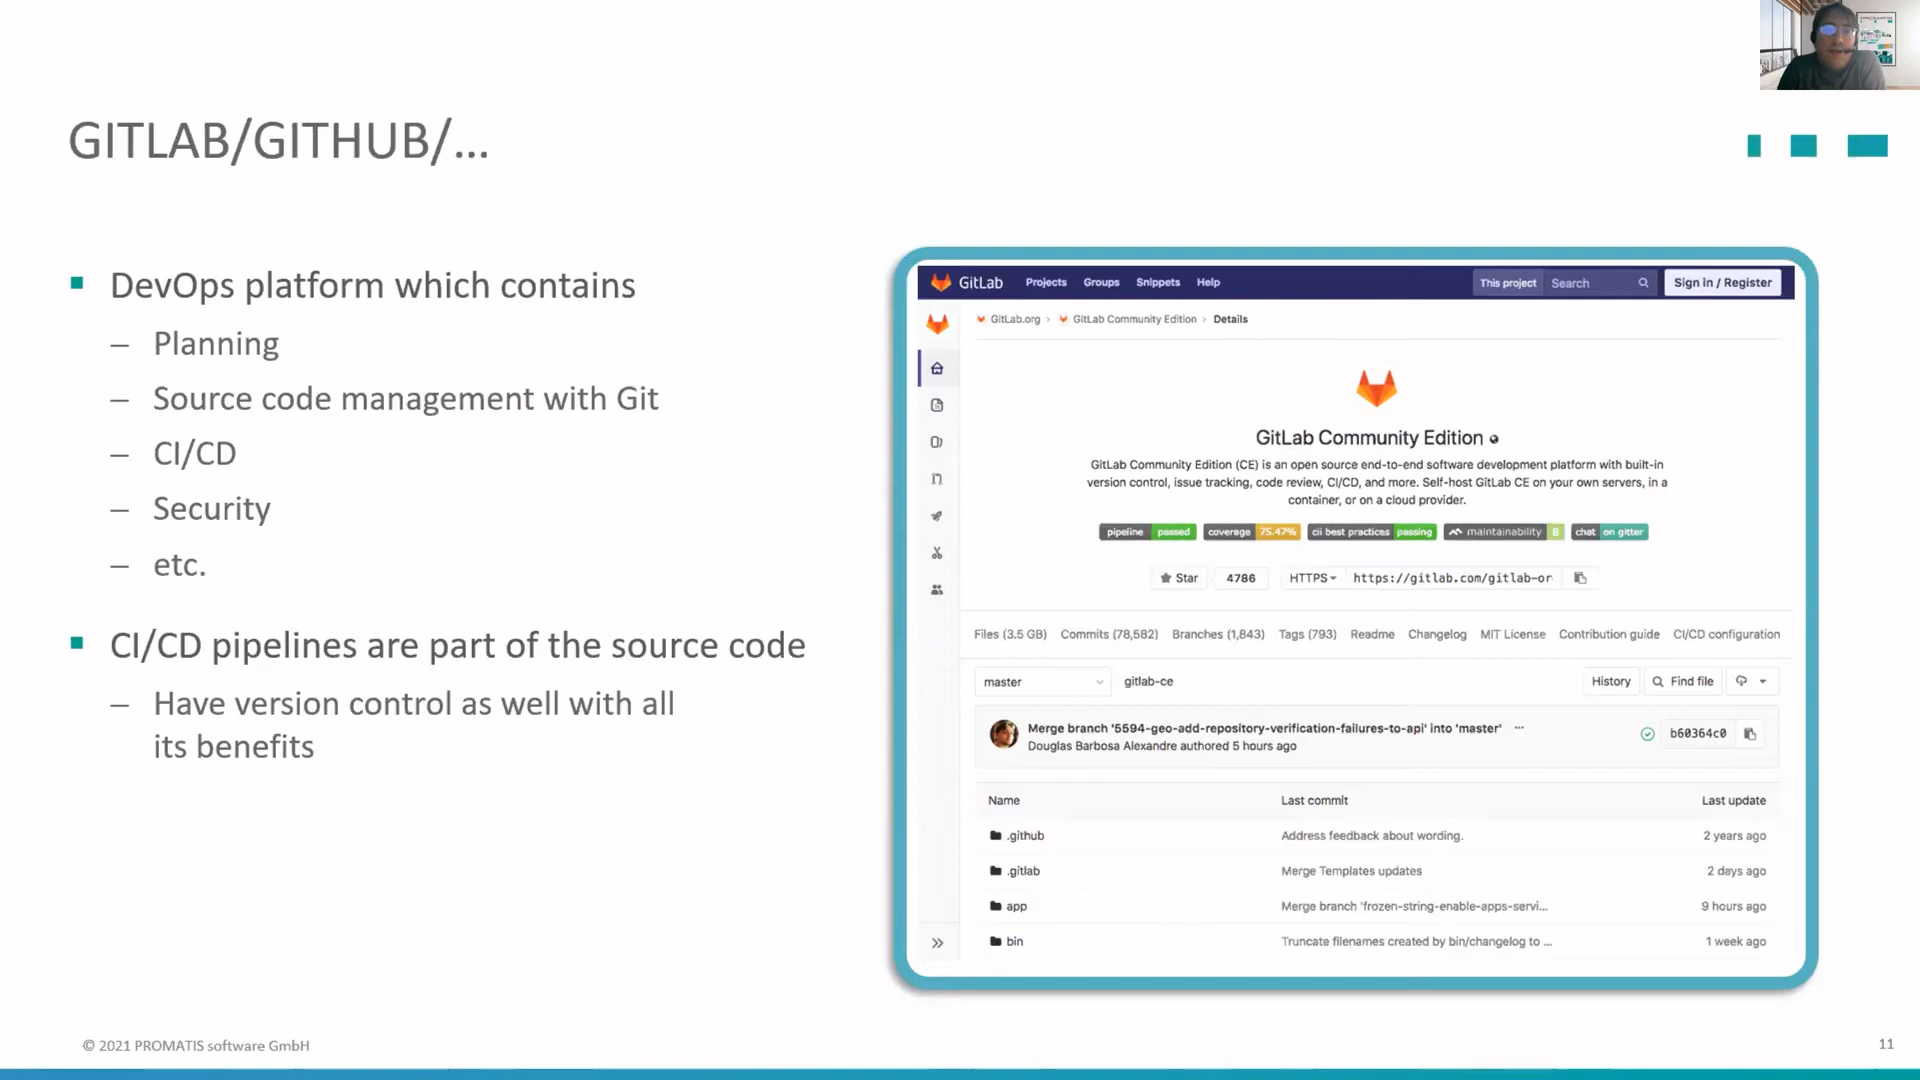 PROMATIS
GITLAB/GITHUB/...
▪ DevOps platform which contains
– Planning
– Source code management with Git
– CI/CD
– Security
– etc.
▪ CI/CD pipelines are part of the source code
– Have version control as well with all
its benefits
GitLab Projects Groups Snippets Help This project Search Sign in / Register
GitLab.org › GitLab Community Edition › Details
GitLab Community Edition
GitLab Community Edition (CE) is an open source end-to-end software development platform with built-in
version control, issue tracking, code review, CI/CD, and more. Self-host GitLab CE on your own servers, in a
container, or on a cloud provider.
pipeline passed coverage 75.47% cii best practices passing maintainability B chat on gitter
Star 4786 HTTPS https://gitlab.com/gitlab-or
Files (3.5 GB) Commits (78,582) Branches (1,843) Tags (793) Readme Changelog MIT License Contribution guide CI/CD configuration
master gitlab-ce History Find file
Merge branch '5594-geo-add-repository-verification-failures-to-api' into 'master' ...
Douglas Barbosa Alexandre authored 5 hours ago
b60364c0
Name Last commit Last update
.github Address feedback about wording. 2 years ago
.gitlab Merge Templates updates 2 days ago
app Merge branch 'frozen-string-enable-apps-servi... 9 hours ago
bin Truncate filenames created by bin/changelog to ... 1 week ago
© 2021 PROMATIS software GmbH
11